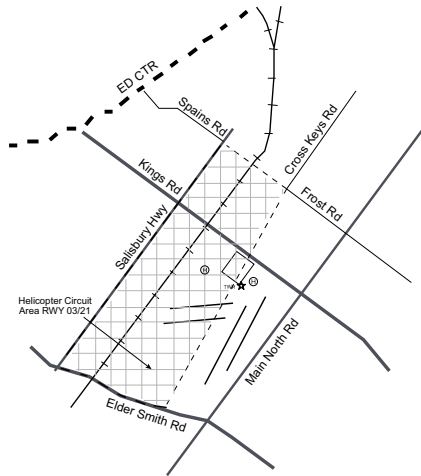 ED CTR
Spains Rd
Cross Keys Rd
Kings Rd
Frost Rd
Salisbury Hwy
H
H
TWR
Helicopter Circuit
Area RWY 03/21
Main North Rd
Elder Smith Rd